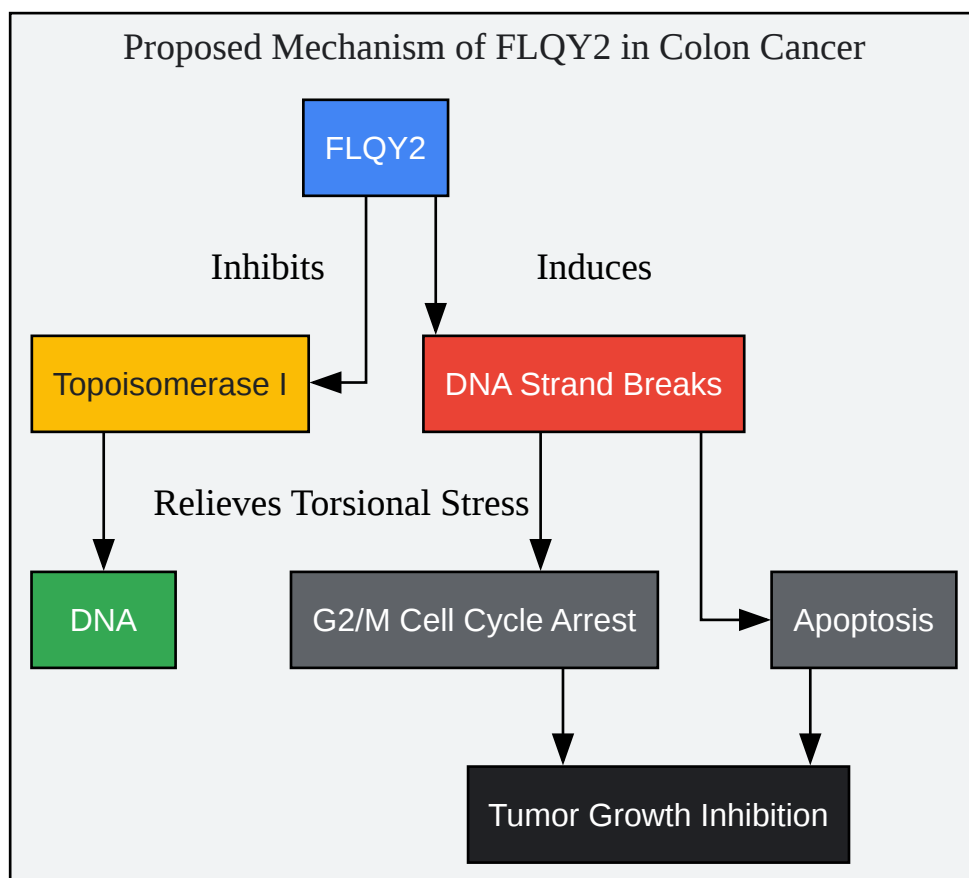 Proposed Mechanism of FLQY2 in Colon Cancer
FLQY2
Inhibits
Induces
Topoisomerase I
DNA Strand Breaks
Relieves Torsional Stress
DNA
G2/M Cell Cycle Arrest
Apoptosis
Tumor Growth Inhibition